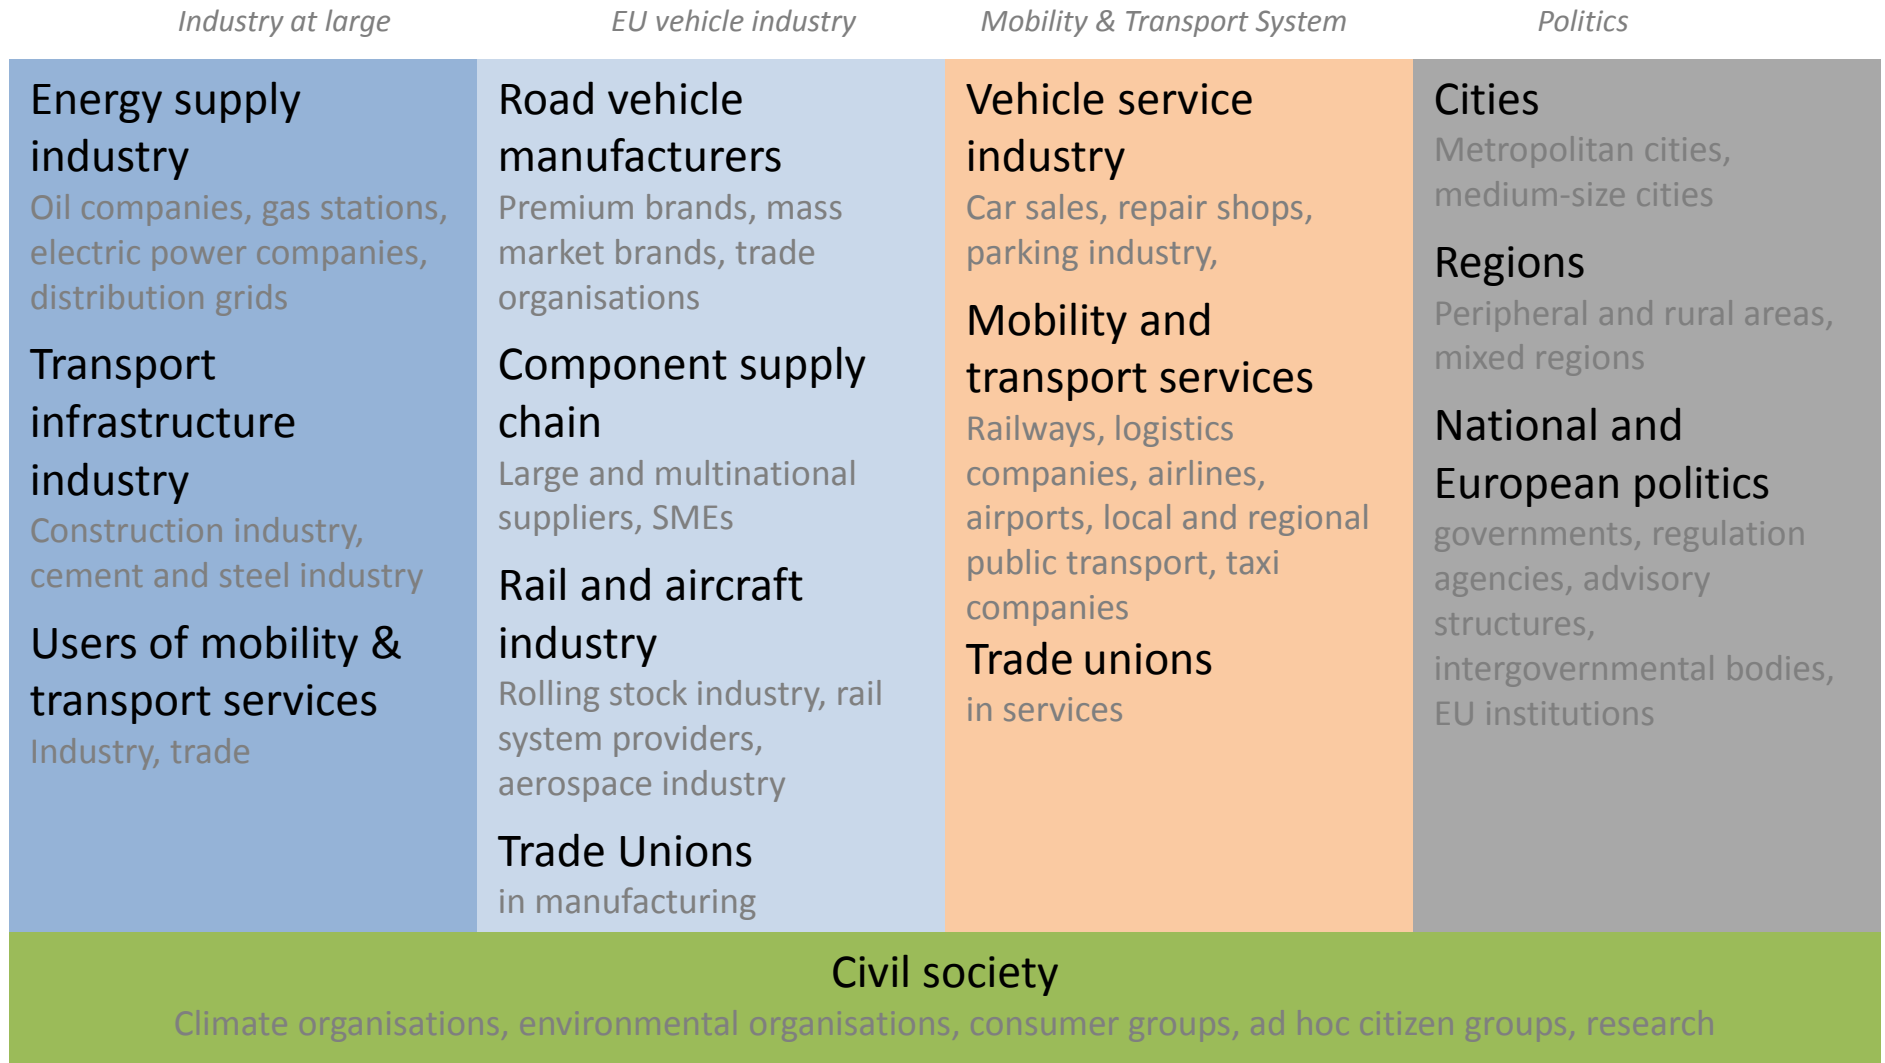 Industry at large
EU vehicle industry
Mobility & Transport System
Politics
Energy supply
industry
Oil companies, gas stations,
electric power companies,
distribution grids
Transport
infrastructure
industry
Construction industry,
cement and steel industry
Users of mobility &
transport services
Industry, trade
Road vehicle
manufacturers
Premium brands, mass
market brands, trade
organisations
Component supply
chain
Large and multinational
suppliers, SMEs
Rail and aircraft
industry
Rolling stock industry, rail
system providers,
aerospace industry
Trade Unions
in manufacturing
Vehicle service
industry
Car sales, repair shops,
parking industry,
Mobility and
transport services
Railways, logistics
companies, airlines,
airports, local and regional
public transport, taxi
companies
Trade unions
in services
Cities
Metropolitan cities,
medium-size cities
Regions
Peripheral and rural areas,
mixed regions
National and
European politics
governments, regulation
agencies, advisory
structures,
intergovernmental bodies,
EU institutions
Civil society
Climate organisations, environmental organisations, consumer groups, ad hoc citizen groups, research